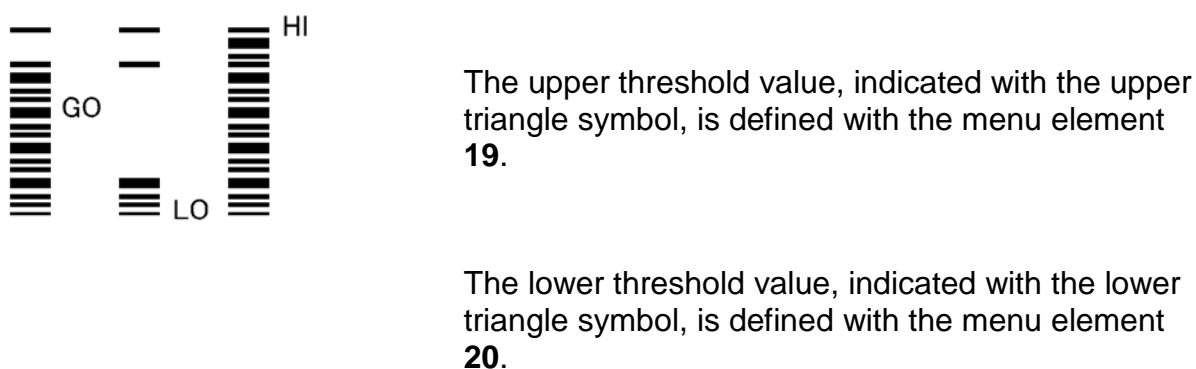 HI
GO
LO
The upper threshold value, indicated with the upper
triangle symbol, is defined with the menu element
19.
The lower threshold value, indicated with the lower
triangle symbol, is defined with the menu element
20.